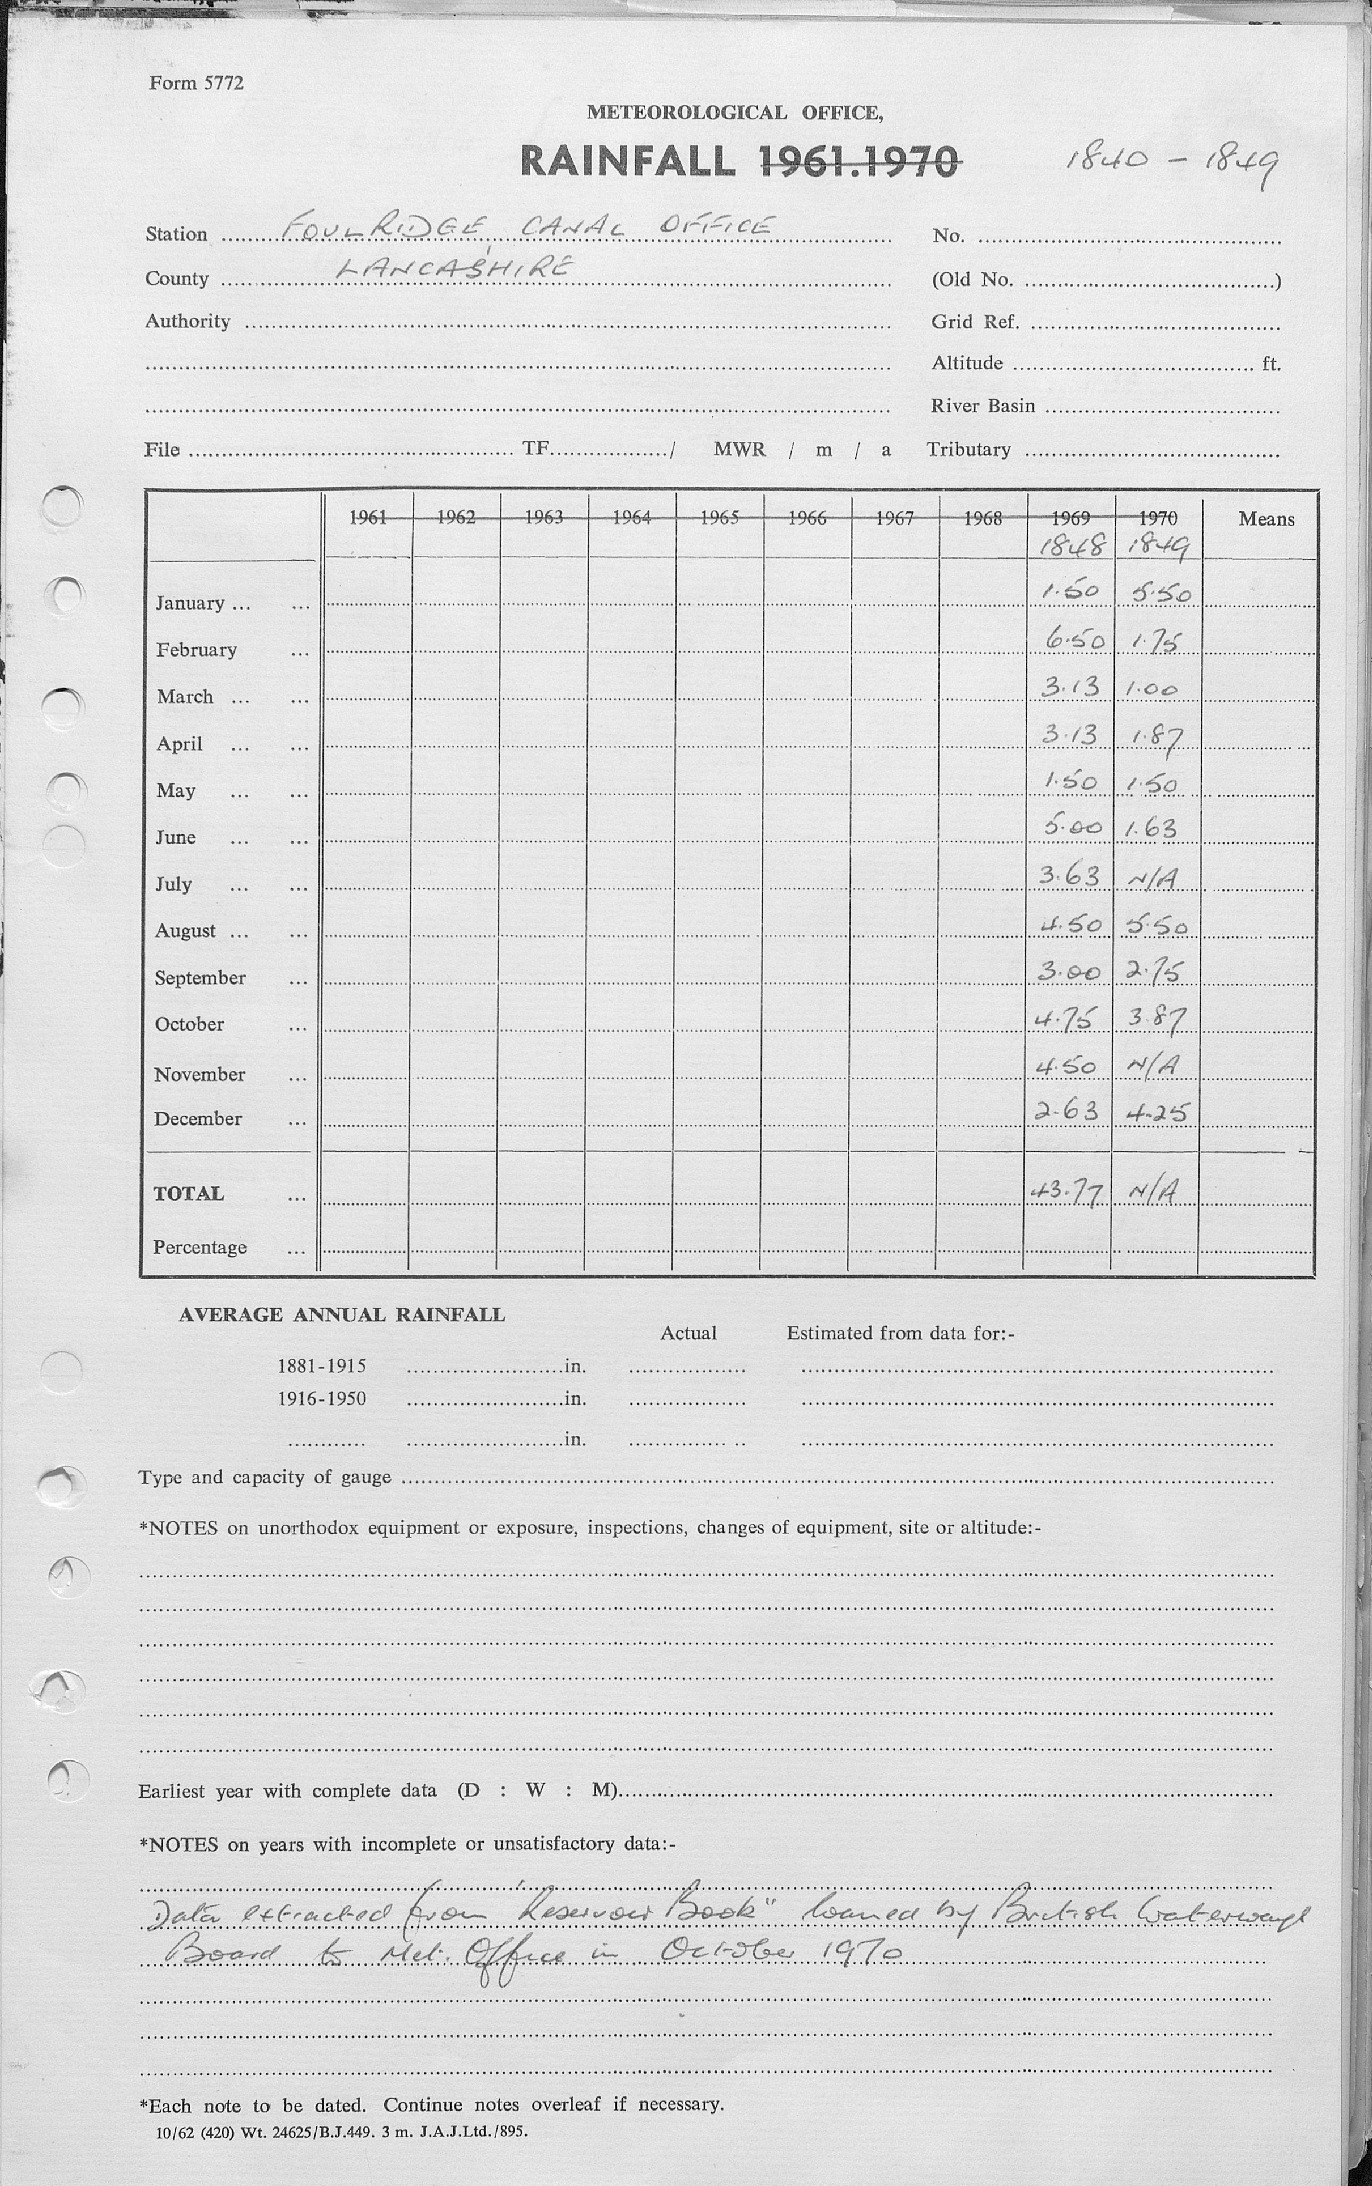 Form 5772
METEOROLOGICAL OFFICE,
RAINFALL 1961.1970 1840 - 1849
Station FOULRIDGE CANAL OFFICE No.
County LANCASHIRE (Old No. )
Authority Grid Ref.
Altitude ft.
River Basin
File TF / MWR / m / a Tributary
1961 1962 1963 1964 1965 1966 1967 1968 1969 1970 Means
1848 1849
January ... ... 1.50 5.50
February ... 6.50 1.75
March ... ... 3.13 1.00
April ... ... 3.13 1.87
May ... ... 1.50 1.50
June ... ... 5.00 1.63
July ... ... 3.63 N/A
August ... ... 4.50 5.50
September ... 3.00 2.75
October ... 4.75 3.87
November ... 4.50 N/A
December ... 2.63 4.25
TOTAL ... 43.77 N/A
Percentage ...
AVERAGE ANNUAL RAINFALL
Actual Estimated from data for:-
1881-1915 in.
1916-1950 in.
in.
Type and capacity of gauge
*NOTES on unorthodox equipment or exposure, inspections, changes of equipment, site or altitude:-
Earliest year with complete data (D : W : M)
*NOTES on years with incomplete or unsatisfactory data:-
Data extracted from "Reservoir Book" loaned by British Waterways
Board to Met. Office in October 1970
*Each note to be dated. Continue notes overleaf if necessary.
10/62 (420) Wt. 24625/B.J.449. 3 m. J.A.J.Ltd./895.